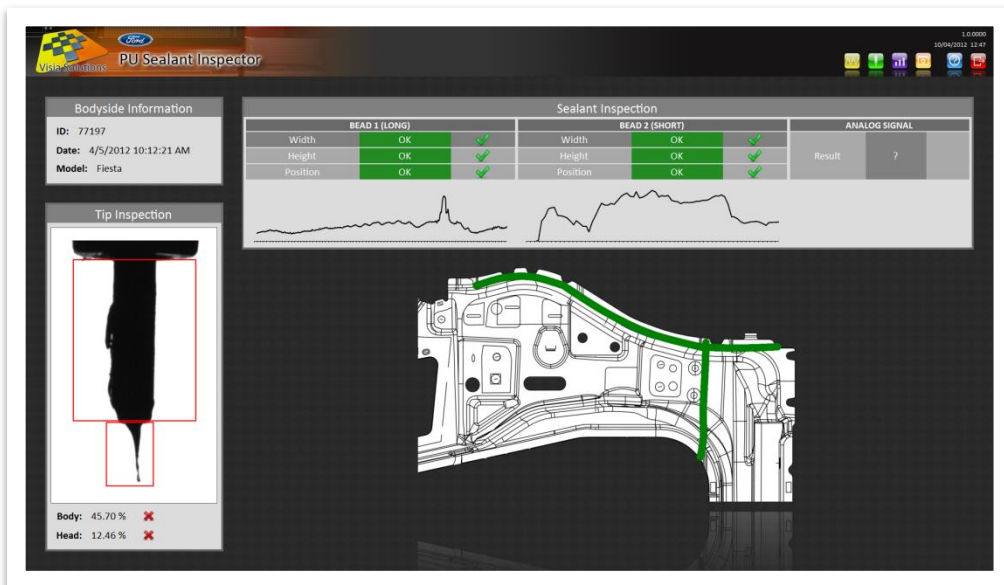 1.0.0000
10/04/2012 12:47
Ford
Visia Solutions
PU Sealant Inspector
Bodyside Information
ID: 77197
Date: 4/5/2012 10:12:21 AM
Model: Fiesta
Sealant Inspection
BEAD 1 (LONG) BEAD 2 (SHORT) ANALOG SIGNAL
Width OK Width OK
Height OK Height OK Result ?
Position OK Position OK
Tip Inspection
Body: 45.70 %
Head: 12.46 %